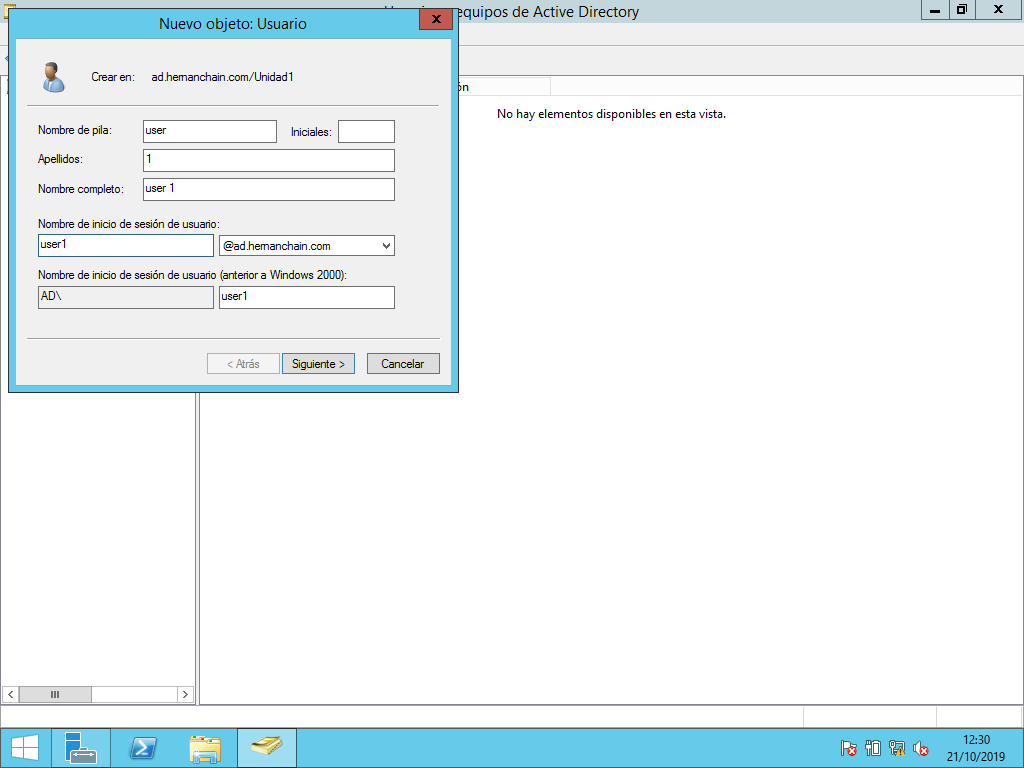 equipos de Active Directory
Nuevo objeto: Usuario
Crear en: ad.hemanchain.com/Unidad1
ón
No hay elementos disponibles en esta vista.
Nombre de pila: user Iniciales:
Apellidos: 1
Nombre completo: user 1
Nombre de inicio de sesión de usuario:
user1 @ad.hemanchain.com
Nombre de inicio de sesión de usuario (anterior a Windows 2000):
AD\ user1
< Atrás Siguiente > Cancelar
12:30
21/10/2019